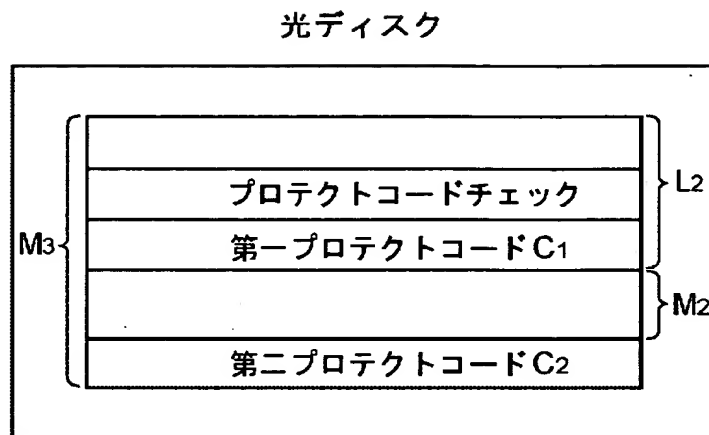 光ディスク
プロテクトコードチェック
L2
M3
第一プロテクトコードC1
M2
第二プロテクトコードC2